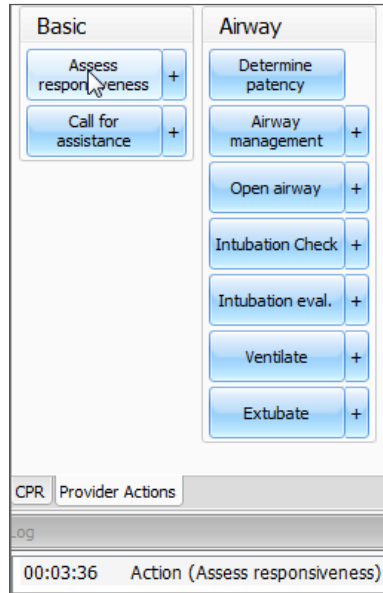 Basic
Assess
responsiveness
+
Call for
assistance
+
Airway
Determine
patency
Airway
management
+
Open airway
+
Intubation Check
+
Intubation eval.
+
Ventilate
+
Extubate
+
CPR
Provider Actions
Log
00:03:36 Action (Assess responsiveness)